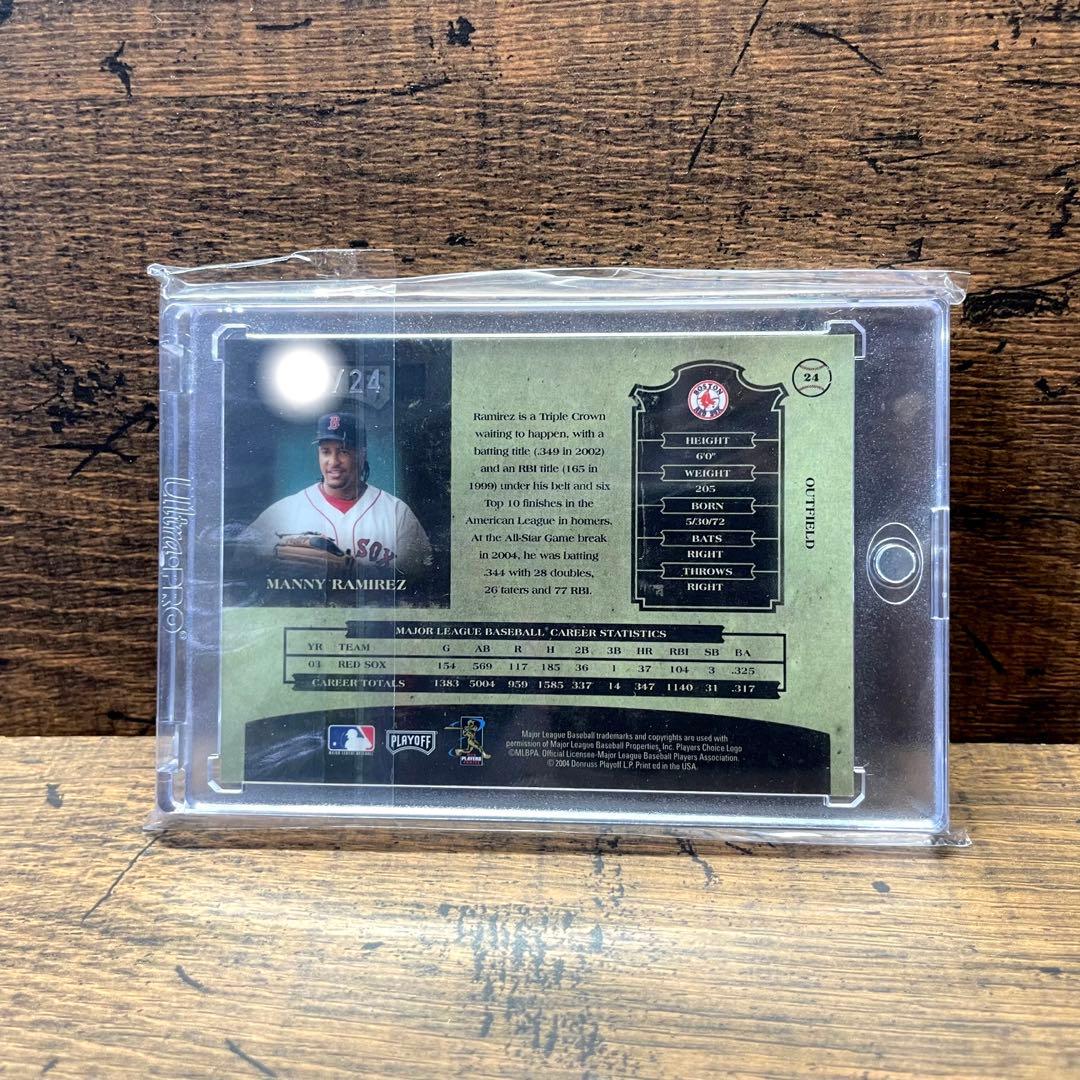 /24
B
SOX
MANNY RAMIREZ
Ramirez is a Triple Crown
waiting to happen, with a
batting title (.349 in 2002)
and an RBI title (165 in
1999) under his belt and six
Top 10 finishes in the
American League in homers.
At the All-Star Game break
in 2004, he was batting
.344 with 28 doubles,
26 taters and 77 RBI.
BOSTON
RED SOX
HEIGHT
6'0"
WEIGHT
205
BORN
5/30/72
BATS
RIGHT
THROWS
RIGHT
24
OUTFIELD
MAJOR LEAGUE BASEBALL® CAREER STATISTICS
YR TEAM G AB R H 2B 3B HR RBI SB BA
03 RED SOX 154 569 117 185 36 1 37 104 3 .325
CAREER TOTALS 1383 5004 959 1585 337 14 347 1140 31 .317
MAJOR LEAGUE BASEBALL
PLAYOFF
PLAYERS
CHOICE
Major League Baseball trademarks and copyrights are used with
permission of Major League Baseball Properties, Inc. Players Choice Logo
©MLBPA. Official Licensee-Major League Baseball Players Association.
© 2004 Donruss Playoff L.P. Printed in the USA.
Ultra•PRO®